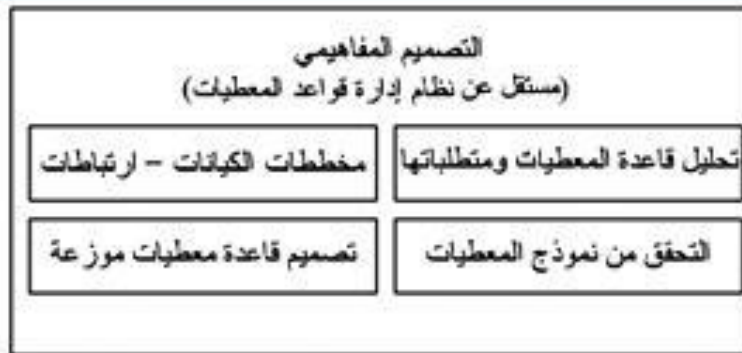 التصميم المفاهيمي
(مستقل عن نظام إدارة قواعد المعطيات)
تحليل قاعدة المعطيات ومتطلباتها
مخططات الكيانات – ارتباطات
التحقق من نموذج المعطيات
تصميم قاعدة معطيات موزعة